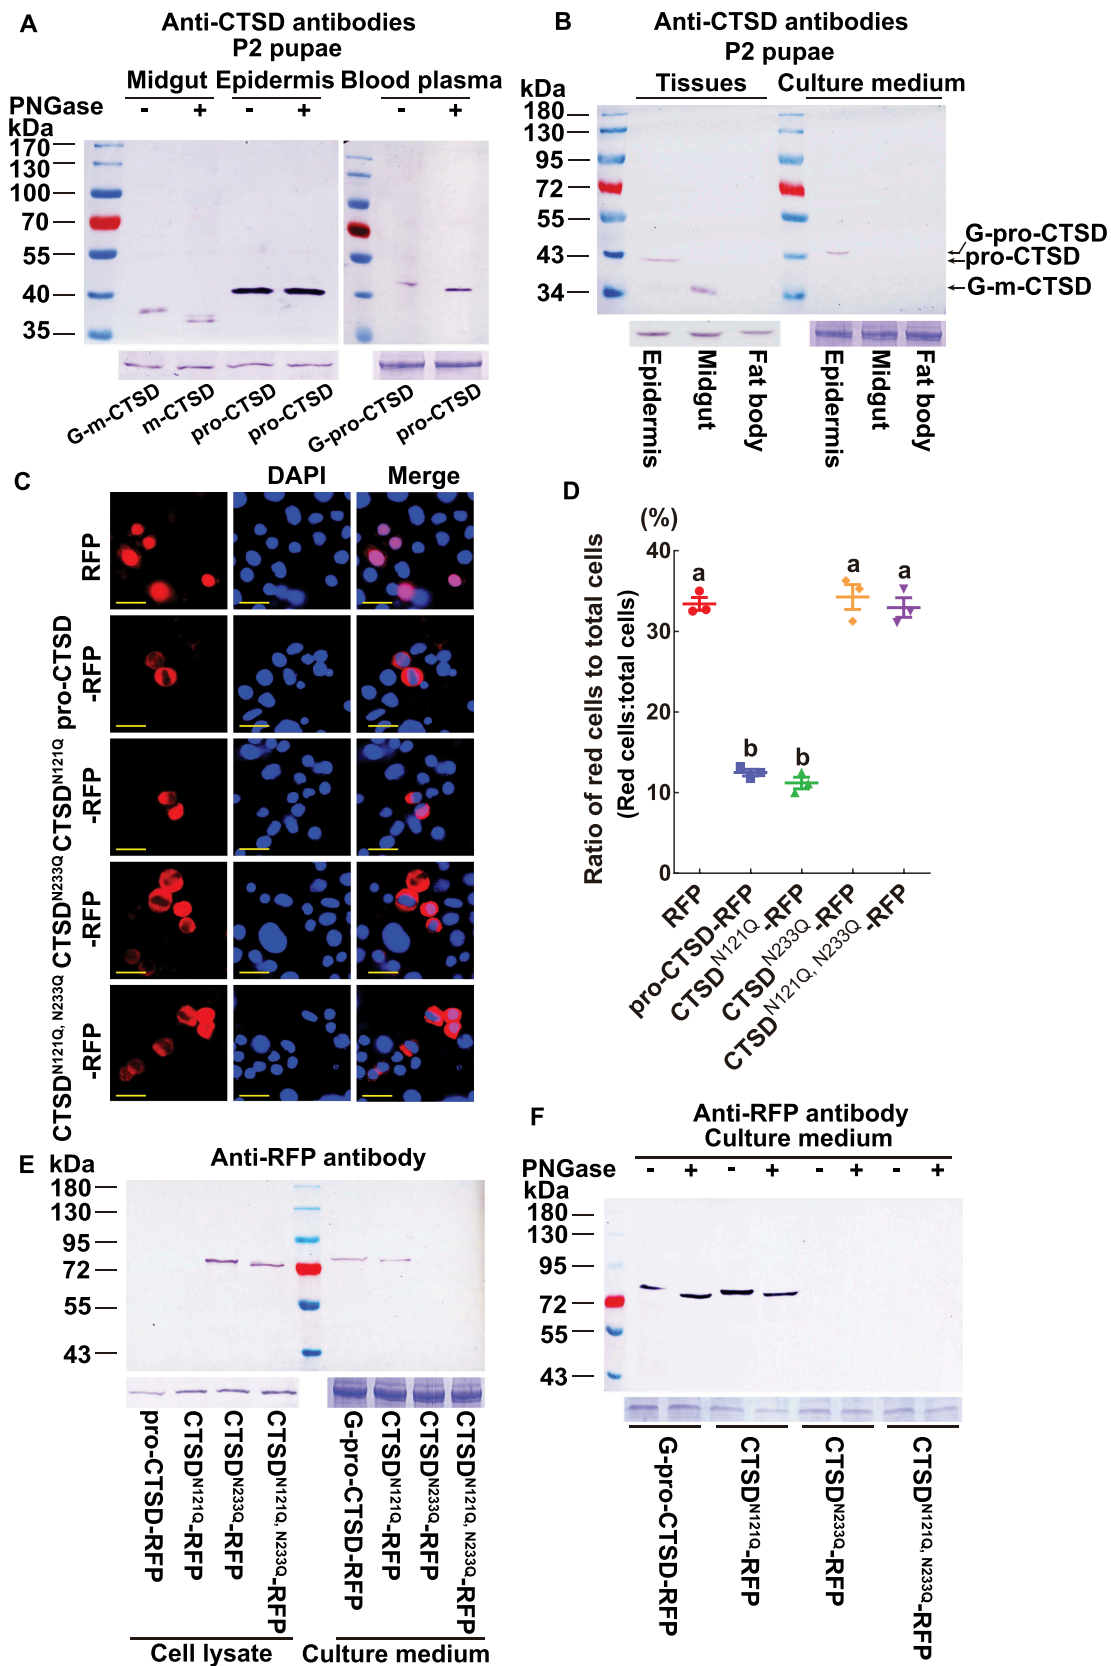 A
Anti-CTSD antibodies
P2 pupae
Midgut Epidermis Blood plasma
PNGase - + - + - +
kDa
170
130
100
70
55
40
35
G-m-CTSD
m-CTSD
pro-CTSD
pro-CTSD
G-pro-CTSD
pro-CTSD
B
Anti-CTSD antibodies
P2 pupae
Tissues Culture medium
kDa
180
130
95
72
55
43
34
G-pro-CTSD
pro-CTSD
G-m-CTSD
Epidermis
Midgut
Fat body
Epidermis
Midgut
Fat body
C
DAPI Merge
RFP
pro-CTSD
-RFP
CTSD^N121Q
-RFP
CTSD^N233Q
-RFP
CTSD^N121Q, N233Q
-RFP
D
(%)
Ratio of red cells to total cells
(Red cells:total cells)
40
30
20
10
0
a
b
b
a
a
RFP
pro-CTSD-RFP
CTSD^N121Q-RFP
CTSD^N233Q-RFP
CTSD^N121Q, N233Q-RFP
E
Anti-RFP antibody
kDa
180
130
95
72
55
43
pro-CTSD-RFP
CTSD^N121Q-RFP
CTSD^N233Q-RFP
CTSD^N121Q, N233Q-RFP
G-pro-CTSD-RFP
CTSD^N121Q-RFP
CTSD^N233Q-RFP
CTSD^N121Q, N233Q-RFP
Cell lysate Culture medium
F
Anti-RFP antibody
Culture medium
PNGase - + - + - + - +
kDa
180
130
95
72
55
43
G-pro-CTSD-RFP
CTSD^N121Q-RFP
CTSD^N233Q-RFP
CTSD^N121Q, N233Q-RFP